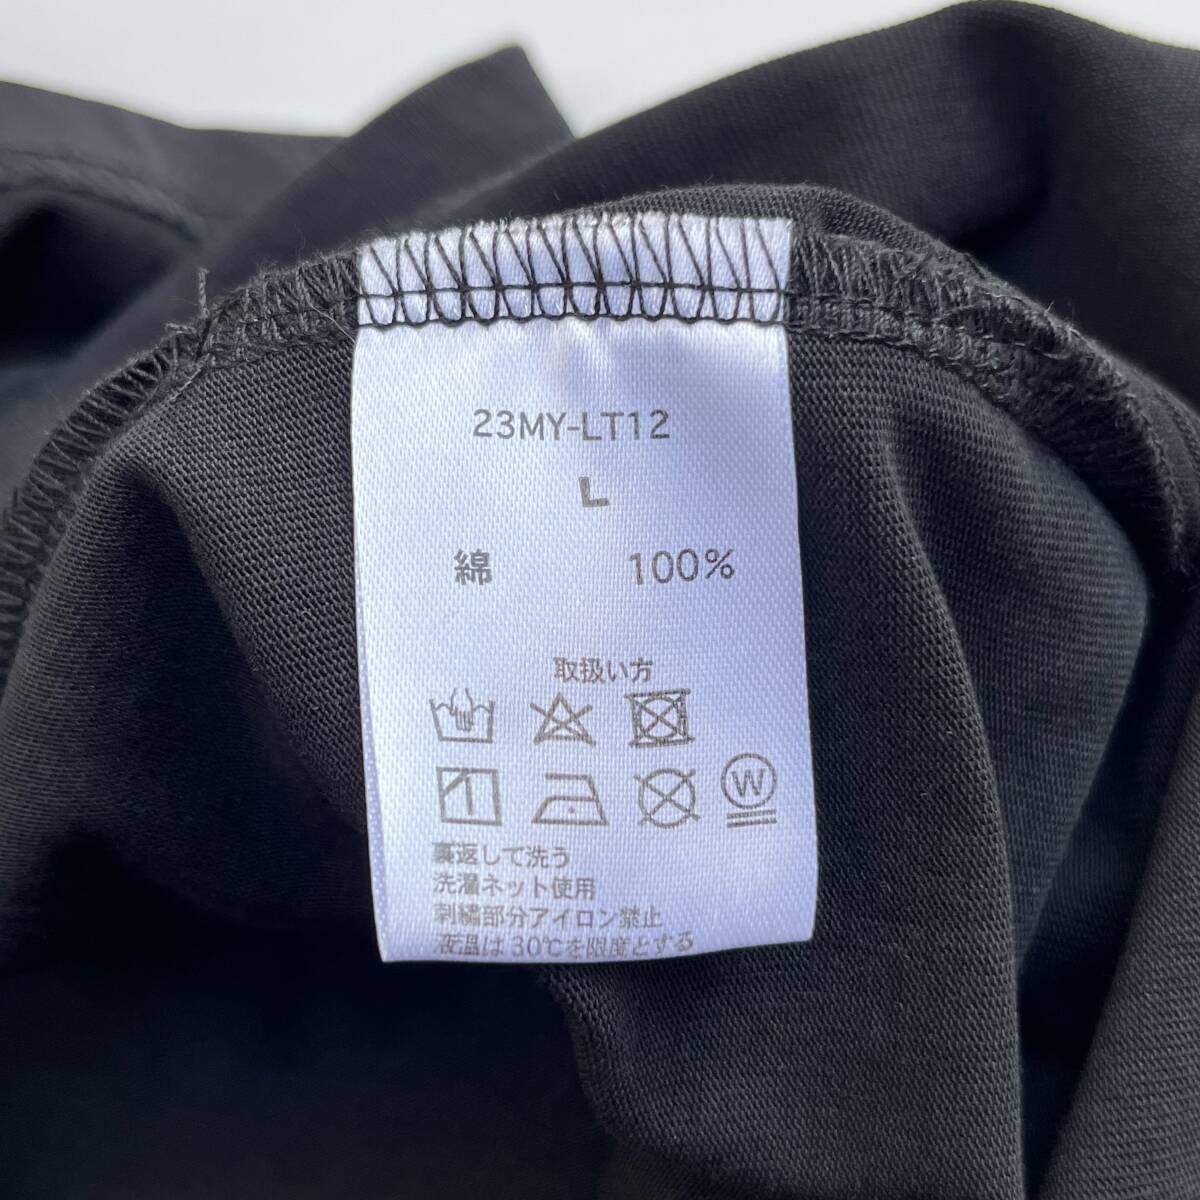 23MY-LT12
L
綿 100%
取扱い方
W
裏返して洗う
洗濯ネット使用
刺繍部分アイロン禁止
液温は30℃を限度とする